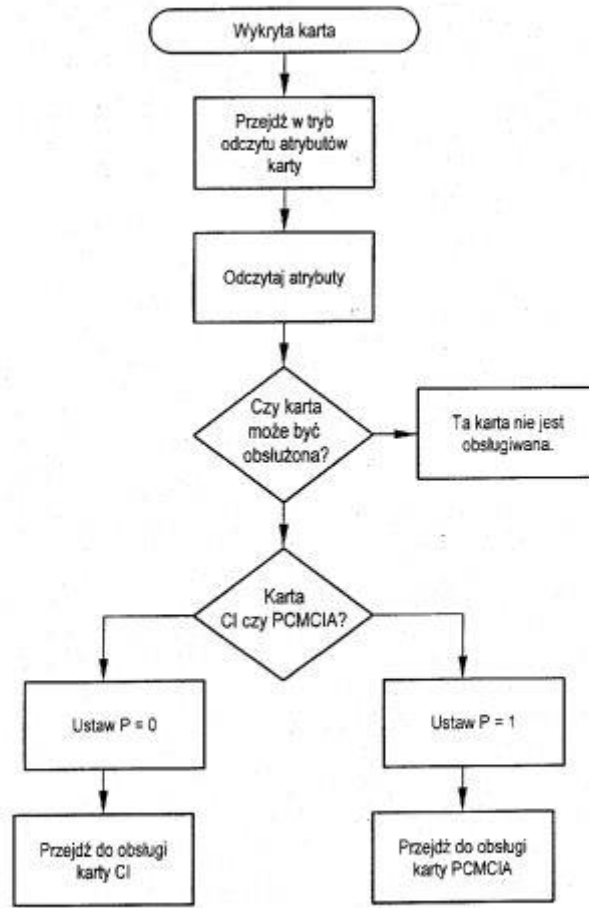 Wykryta karta
Przejdź w tryb
odczytu atrybutów
karty
Odczytaj atrybuty
Czy karta
może być
obsłużona?
Ta karta nie jest
obsługiwana.
Karta
CI czy PCMCIA?
Ustaw P = 0
Ustaw P = 1
Przejdź do obsługi
karty CI
Przejdź do obsługi
karty PCMCIA